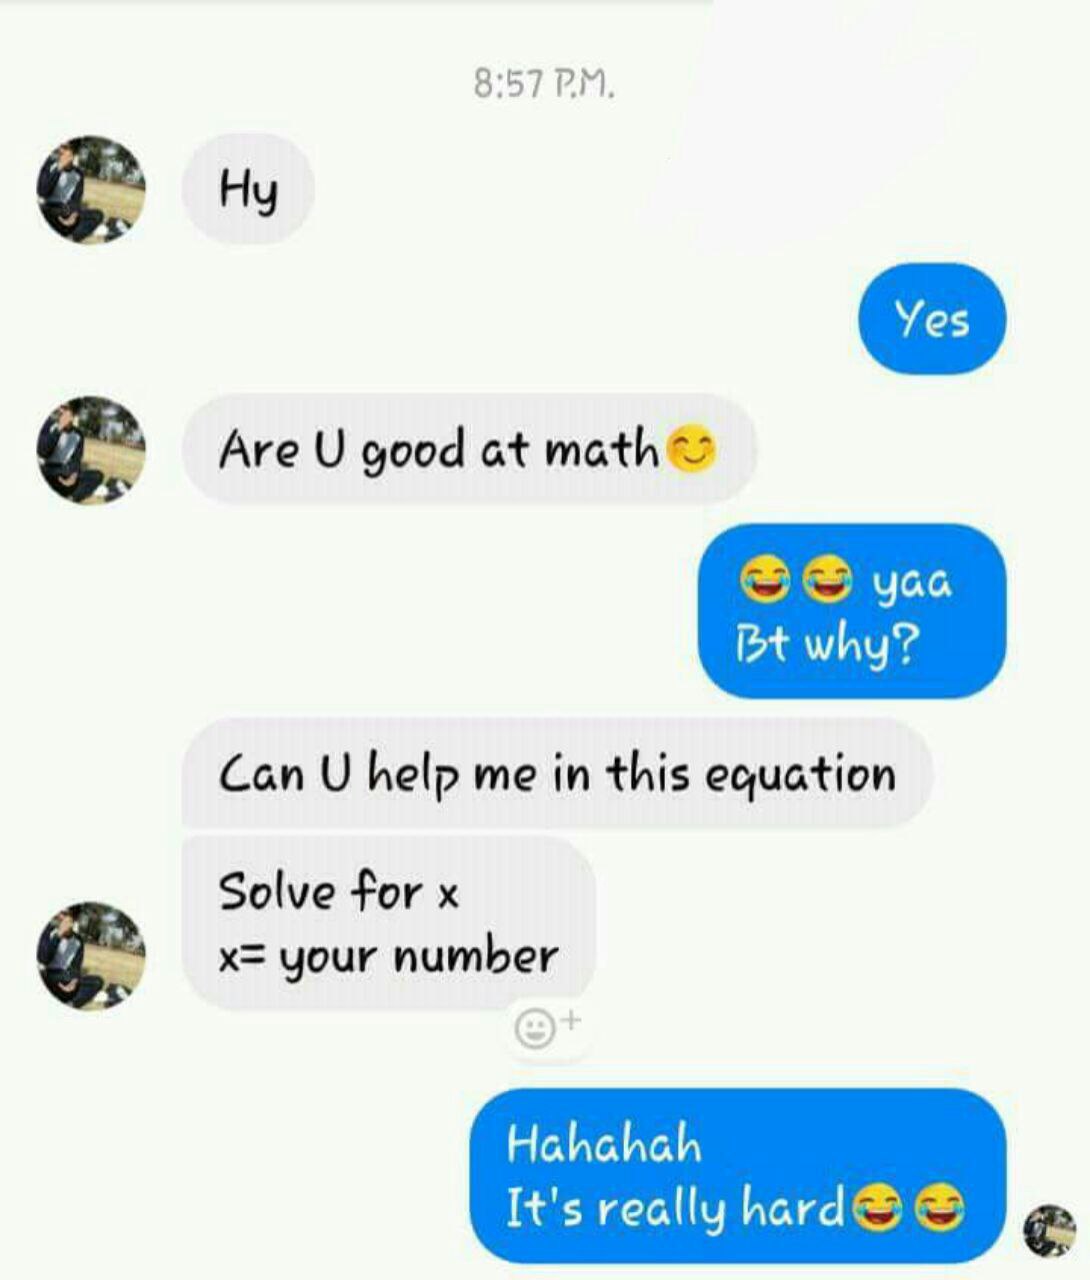 8:57 P.M.
Hy
Yes
Are U good at math😊
😂😂 yaa
Bt why?
Can U help me in this equation
Solve for x
x= your number
Hahahah
It's really hard😂😂